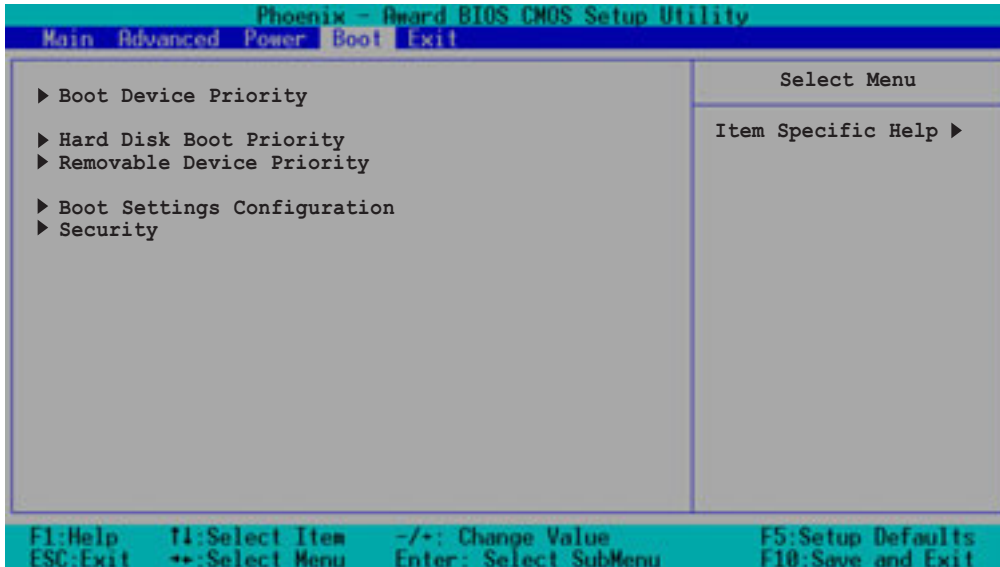 Phoenix - Award BIOS CMOS Setup Utility
Main Advanced Power Boot Exit
Boot Device Priority
Hard Disk Boot Priority
Removable Device Priority
Boot Settings Configuration
Security
Select Menu
Item Specific Help
F1:Help ↑↓:Select Item -/+: Change Value F5:Setup Defaults
ESC:Exit ←→:Select Menu Enter: Select SubMenu F10:Save and Exit